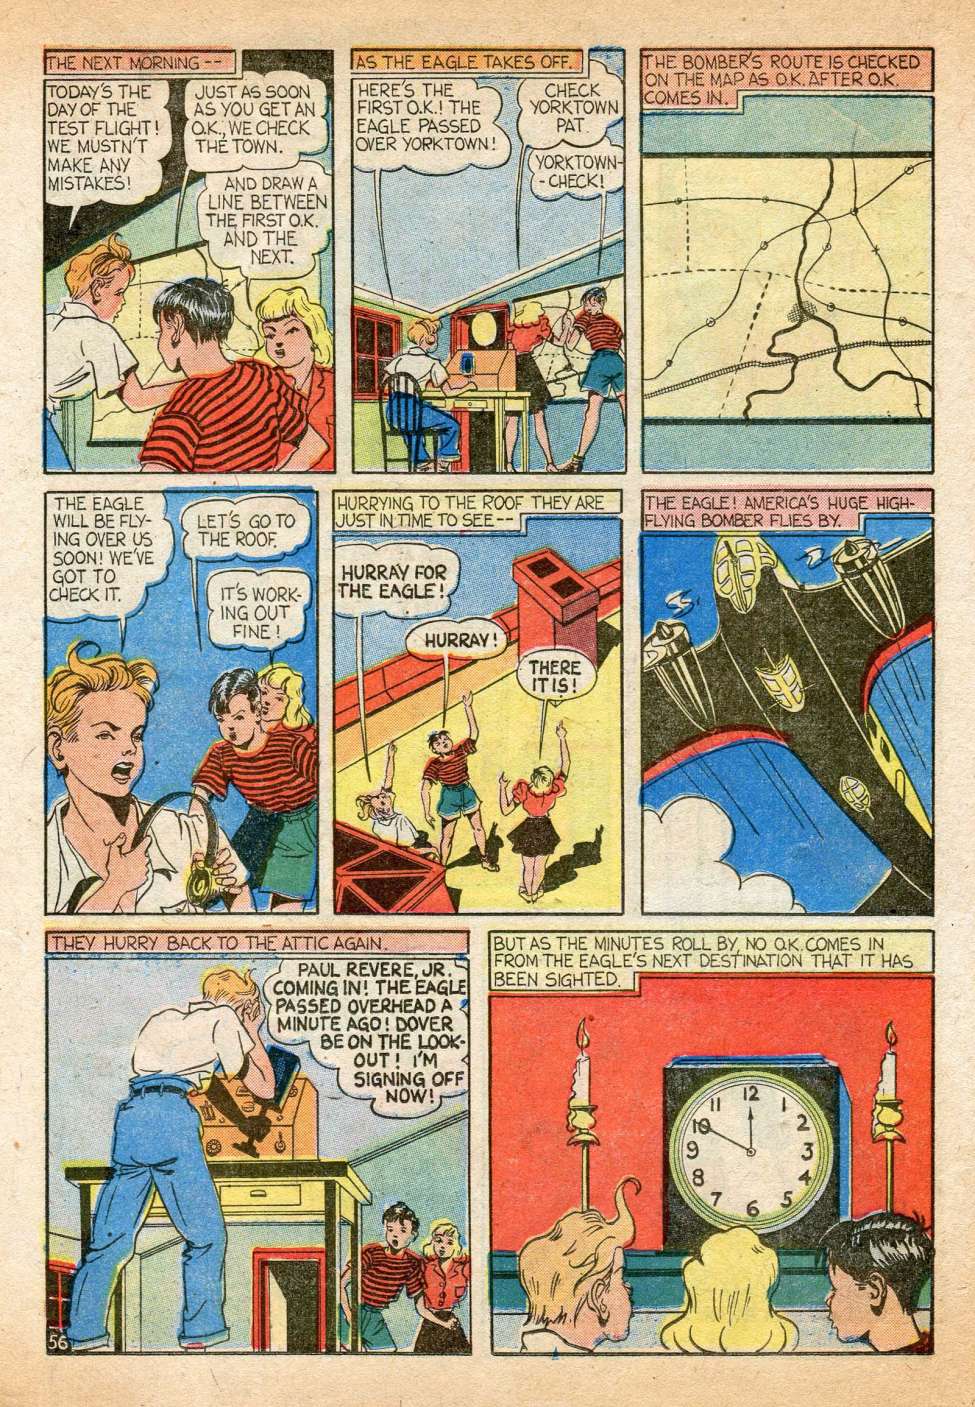 THE NEXT MORNING --
TODAY'S THE
DAY OF THE
TEST FLIGHT!
WE MUSTN'T
MAKE ANY
MISTAKES!
JUST AS SOON
AS YOU GET AN
O.K., WE CHECK
THE TOWN.
AND DRAW A
LINE BETWEEN
THE FIRST O.K.
AND THE
NEXT.
AS THE EAGLE TAKES OFF.
HERE'S THE
FIRST O.K.! THE
EAGLE PASSED
OVER YORKTOWN!
CHECK
YORKTOWN
PAT.
YORKTOWN-
-CHECK!
THE BOMBER'S ROUTE IS CHECKED
ON THE MAP AS O.K. AFTER O.K.
COMES IN.
THE EAGLE
WILL BE FLY-
ING OVER US
SOON! WE'VE
GOT TO
CHECK IT.
LET'S GO TO
THE ROOF.
IT'S WORK-
ING OUT
FINE!
HURRYING TO THE ROOF THEY ARE
JUST IN TIME TO SEE --
HURRAY FOR
THE EAGLE!
HURRAY!
THERE
IT IS!
THE EAGLE! AMERICA'S HUGE HIGH-
FLYING BOMBER FLIES BY.
THEY HURRY BACK TO THE ATTIC AGAIN.
PAUL REVERE, JR.
COMING IN! THE EAGLE
PASSED OVERHEAD A
MINUTE AGO! DOVER
BE ON THE LOOK-
OUT! I'M
SIGNING OFF
NOW!
56
BUT AS THE MINUTES ROLL BY, NO O.K. COMES IN
FROM THE EAGLE'S NEXT DESTINATION THAT IT HAS
BEEN SIGHTED.
11 12 1
10 2
9 3
8 4
7 6 5